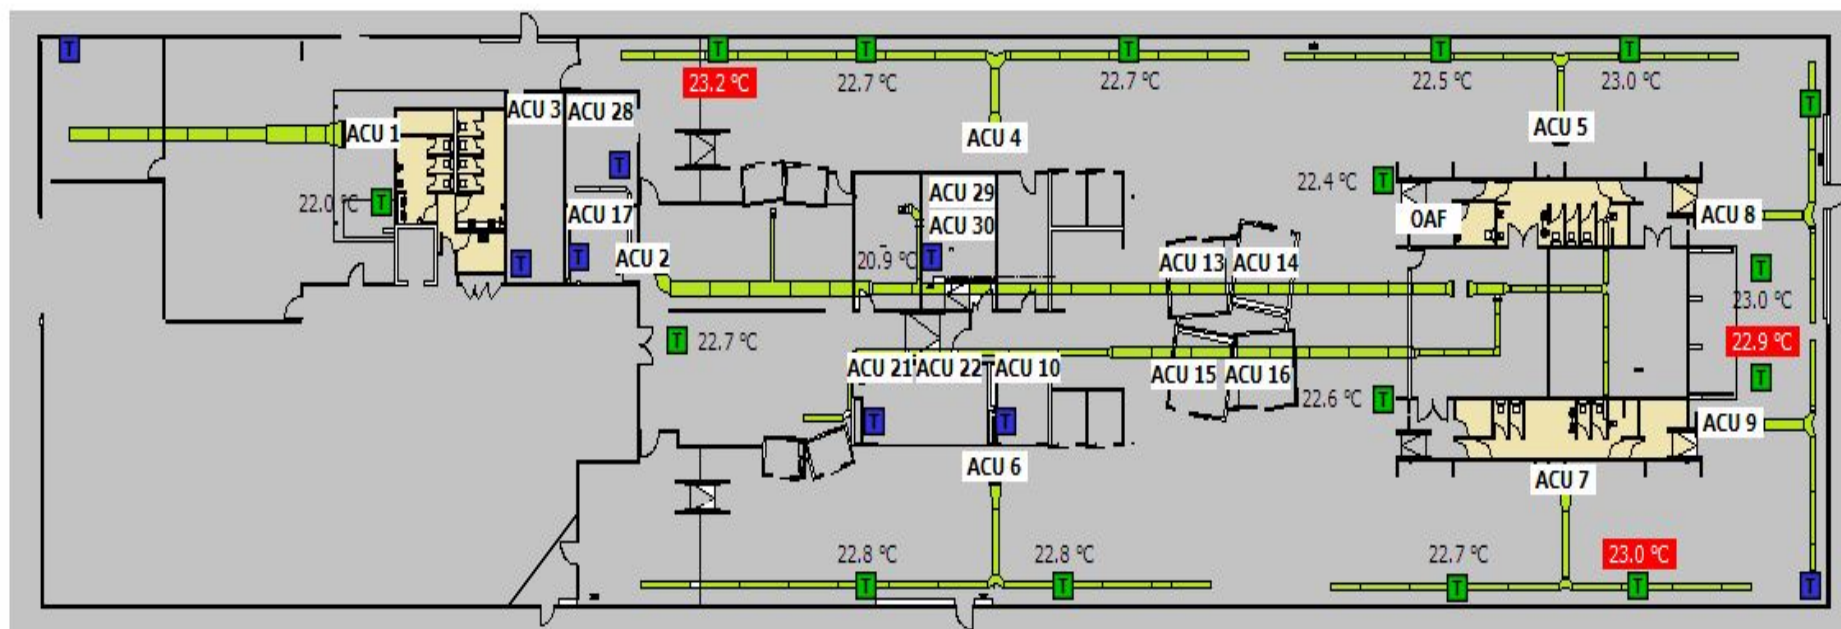 T
T
T
T
T
T
23.2 ºC
22.7 ºC
22.7 ºC
22.5 ºC
23.0 ºC
T
ACU 1
ACU 3
ACU 28
ACU 4
ACU 5
T
22.4 ºC
T
22.0 ºC
T
ACU 29
ACU 17
ACU 30
OAF
ACU 8
ACU 2
T
T
20.9 ºC
T
ACU 13
ACU 14
T
23.0 ºC
T
22.7 ºC
22.9 ºC
ACU 21
ACU 22
ACU 10
ACU 15
ACU 16
T
22.6 ºC
T
T
T
ACU 9
ACU 6
ACU 7
22.8 ºC
22.8 ºC
22.7 ºC
23.0 ºC
T
T
T
T
T